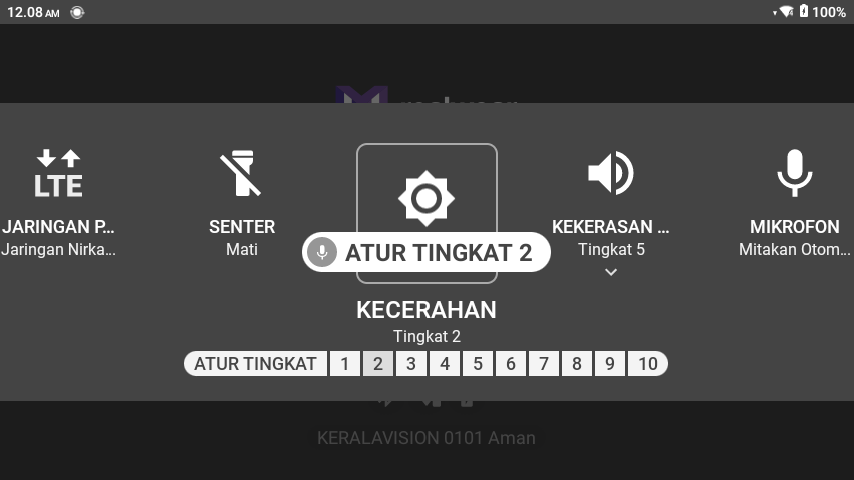 12.08 AM
100%
LTE
JARINGAN P...
Jaringan Nirka...
SENTER
Mati
ATUR TINGKAT 2
KEKERASAN ...
Tingkat 5
MIKROFON
Mitakan Otom...
KECERAHAN
Tingkat 2
ATUR TINGKAT 1 2 3 4 5 6 7 8 9 10
KERALAVISION 0101 Aman